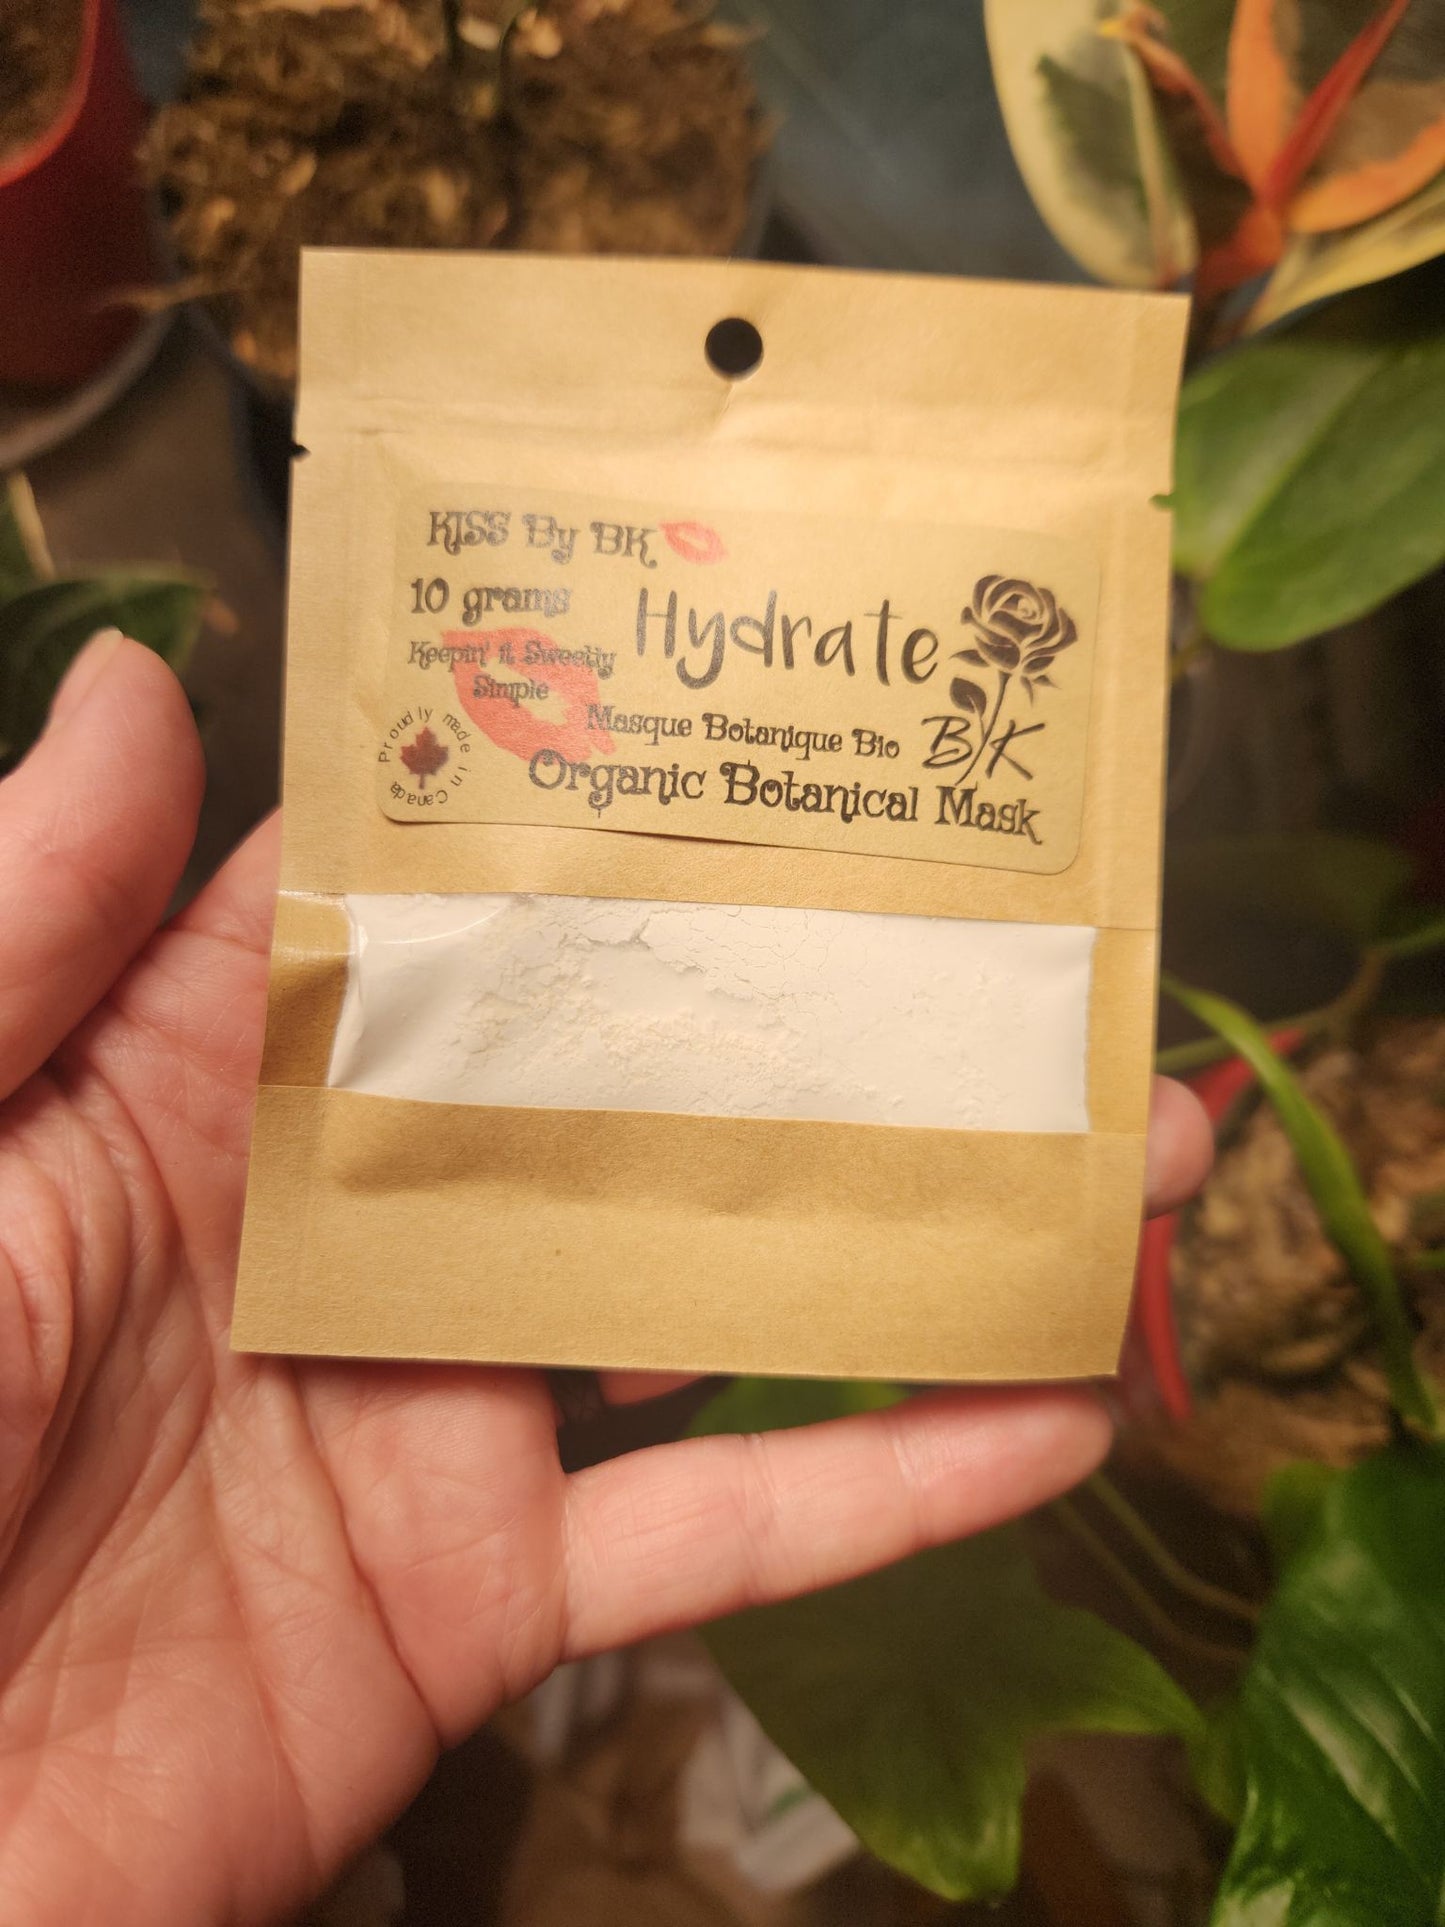 KISS By BK
10 grams
Hydrate
Keepin' it Sweetly
Simple
Proudly made in Canada
Masque Botanique Bio
BK
Organic Botanical Mask